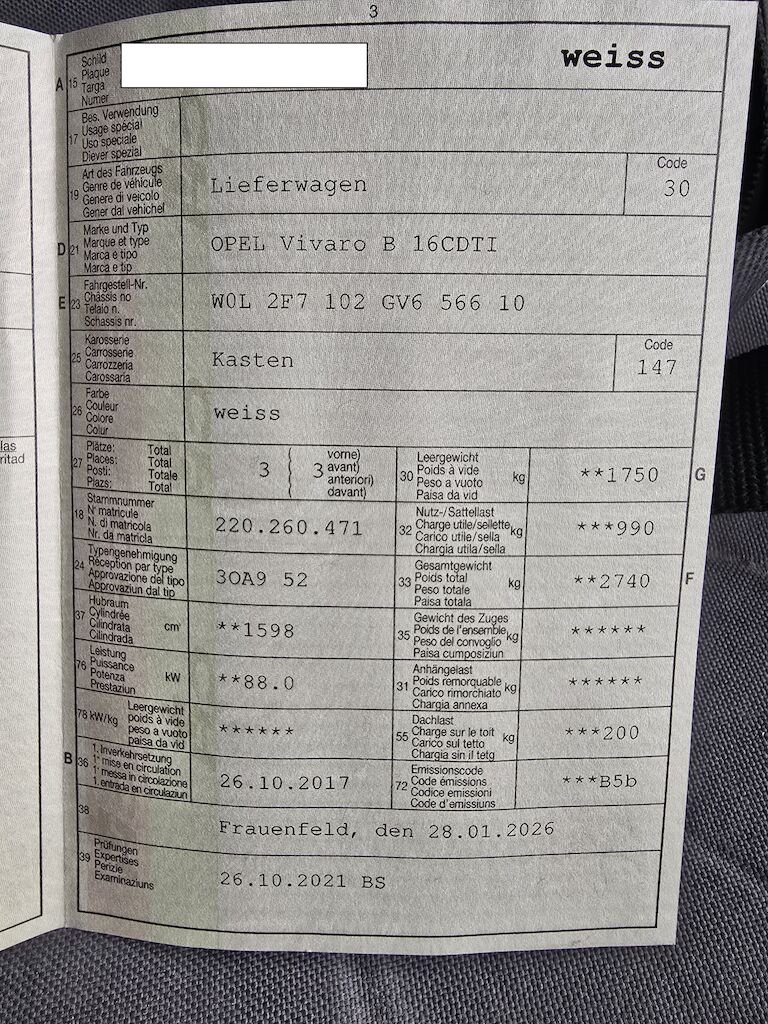 3
A 15 Schild
Plaque
Targa
Numer
weiss
17 Bes. Verwendung
Usage spécial
Uso speciale
Diever spezial
19 Art des Fahrzeugs
Genre de véhicule
Genere di veicolo
Gener dal vehichel
Lieferwagen
Code
30
D 21 Marke und Typ
Marque et type
Marca e tipo
Marca e tip
OPEL Vivaro B 16CDTI
E 23 Fahrgestell-Nr.
Châssis no
Telaio n.
Schassis nr.
W0L 2F7 102 GV6 566 10
25 Karosserie
Carrosserie
Carrozzeria
Carossaria
Kasten
Code
147
26 Farbe
Couleur
Colore
Colur
weiss
27 Plätze: Total
Places: Total
Posti: Totale
Plazs: Total
3 ( 3 vorne)
avant)
anteriori)
davant)
30 Leergewicht
Poids à vide
Peso a vuoto
Paisa da vid
kg
**1750
G
18 Stammnummer
N° matricule
N. di matricola
Nr. da matricla
220.260.471
32 Nutz-/Sattellast
Charge utile/sellette
Carico utile/sella
Chargia utila/sella
kg
***990
24 Typengenehmigung
Réception par type
Approvazione del tipo
Approvaziun dal tip
3OA9 52
33 Gesamtgewicht
Poids total
Peso totale
Paisa totala
kg
**2740
F
37 Hubraum
Cylindrée
Cilindrata
Cilindrada
cm³
**1598
35 Gewicht des Zuges
Poids de l'ensemble
Peso del convoglio
Paisa cumposiziun
kg
******
76 Leistung
Puissance
Potenza
Prestaziun
kW
**88.0
31 Anhängelast
Poids remorquable
Carico rimorchiato
Chargia annexa
kg
******
78 kW/kg Leergewicht
poids à vide
peso a vuoto
paisa da vid
******
55 Dachlast
Charge sur le toit
Carico sul tetto
Chargia sin il tetg
kg
***200
B 36 1. Inverkehrsetzung
1re mise en circulation
1a messa in circolazione
1. entrada en circulaziun
26.10.2017
72 Emissionscode
Code émissions
Codice emissioni
Code d'emissiuns
***B5b
38
Frauenfeld, den 28.01.2026
39 Prüfungen
Expertises
Perizie
Examinaziuns
26.10.2021 BS
las
ritad